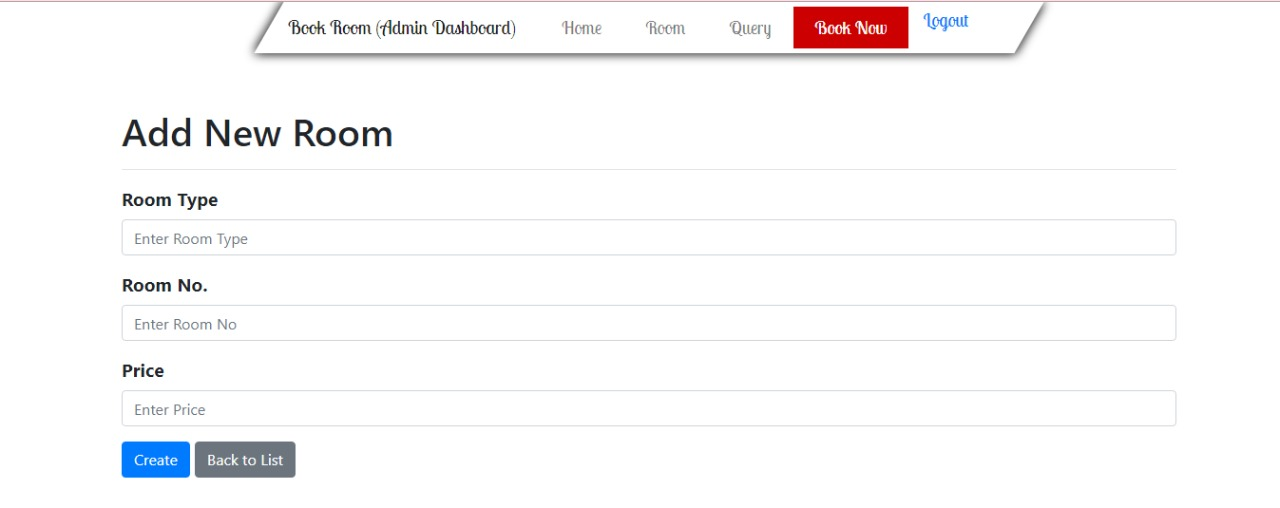 Book Room (Admin Dashboard) Home Room Query Book Now Logout
Add New Room
Room Type
Enter Room Type
Room No.
Enter Room No
Price
Enter Price
Create Back to List